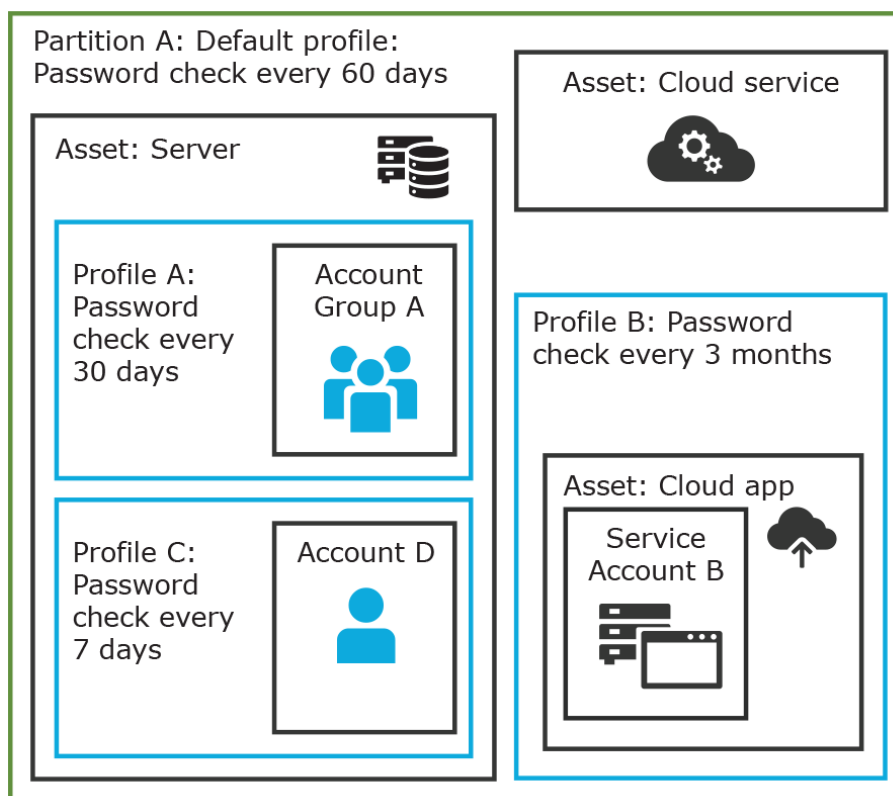 Partition A: Default profile:
Password check every 60 days
Asset: Cloud service
Asset: Server
Profile A:
Password
check every
30 days
Account
Group A
Profile B: Password
check every 3 months
Asset: Cloud app
Service
Account B
Profile C:
Password
check every
7 days
Account D